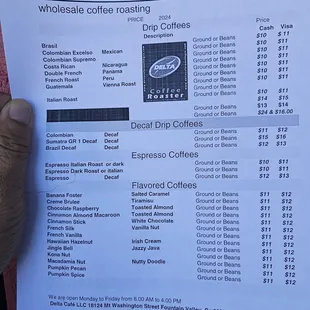 wholesale coffee roasting
PRICE 2024 Price
Drip Coffees Cash Visa
DESCRIPTION Ground or Beans $10 $ 11
Brasil Ground or Beans $10 $11
Colombian Excelso Mexican Ground or Beans $10 $11
Colombian Supremo Ground or Beans $10 $11
Costa Rican Nicaragua Ground or Beans $10 $11
Double French Panama Ground or Beans $10 $11
French Roast Peru Ground or Beans $10 $11
Guatemala Vienna Roast
DELTA
Coffee
Roaster
Ground or Beans $10 $11
Italian Roast Ground or Beans $14 $15
Ground or Beans $13 $14
Ground or Beans $24 & $16.00
Decaf Drip Coffees
Colombian Decaf Ground or Beans $11 $12
Sumatra GR 1 Decaf Ground or Beans $15 $16
Brazil Decaf Ground or Beans $12 $13
Espresso Coffees
Espresso Italian Roast or dark Ground or Beans $10 $11
Espresso Dark Roast or italian Ground or Beans $10 $11
Espresso Decaf Ground or Beans $12 $13
Flavored Coffees
Banana Foster Salted Caramel Ground or Beans $11 $12
Creme Brulee Tiramisu Ground or Beans $11 $12
Chocolate Raspberry Toasted Almond Ground or Beans $11 $12
Cinnamon Almond Macaroon Toasted Almond Ground or Beans $11 $12
Cinnamon Stick White Chocolate Ground or Beans $11 $12
French Silk Vanilla Nut Ground or Beans $11 $12
French Vanilla Ground or Beans $11 $12
Hawaiian Hazelnut Irish Cream Ground or Beans $11 $12
Jingle Bell Jazzy Java Ground or Beans $11 $12
Kona Nut Ground or Beans $11 $12
Macadamia Nut Nutty Doodle Ground or Beans $11 $12
Pumpkin Pecan Ground or Beans $11 $12
Pumpkin Spice Ground or Beans $11 $12
We are open Monday to Friday from 8.00 AM to 4.00 PM
Delta Café LLC 18124 Mt Washington Street Fountain Valley,